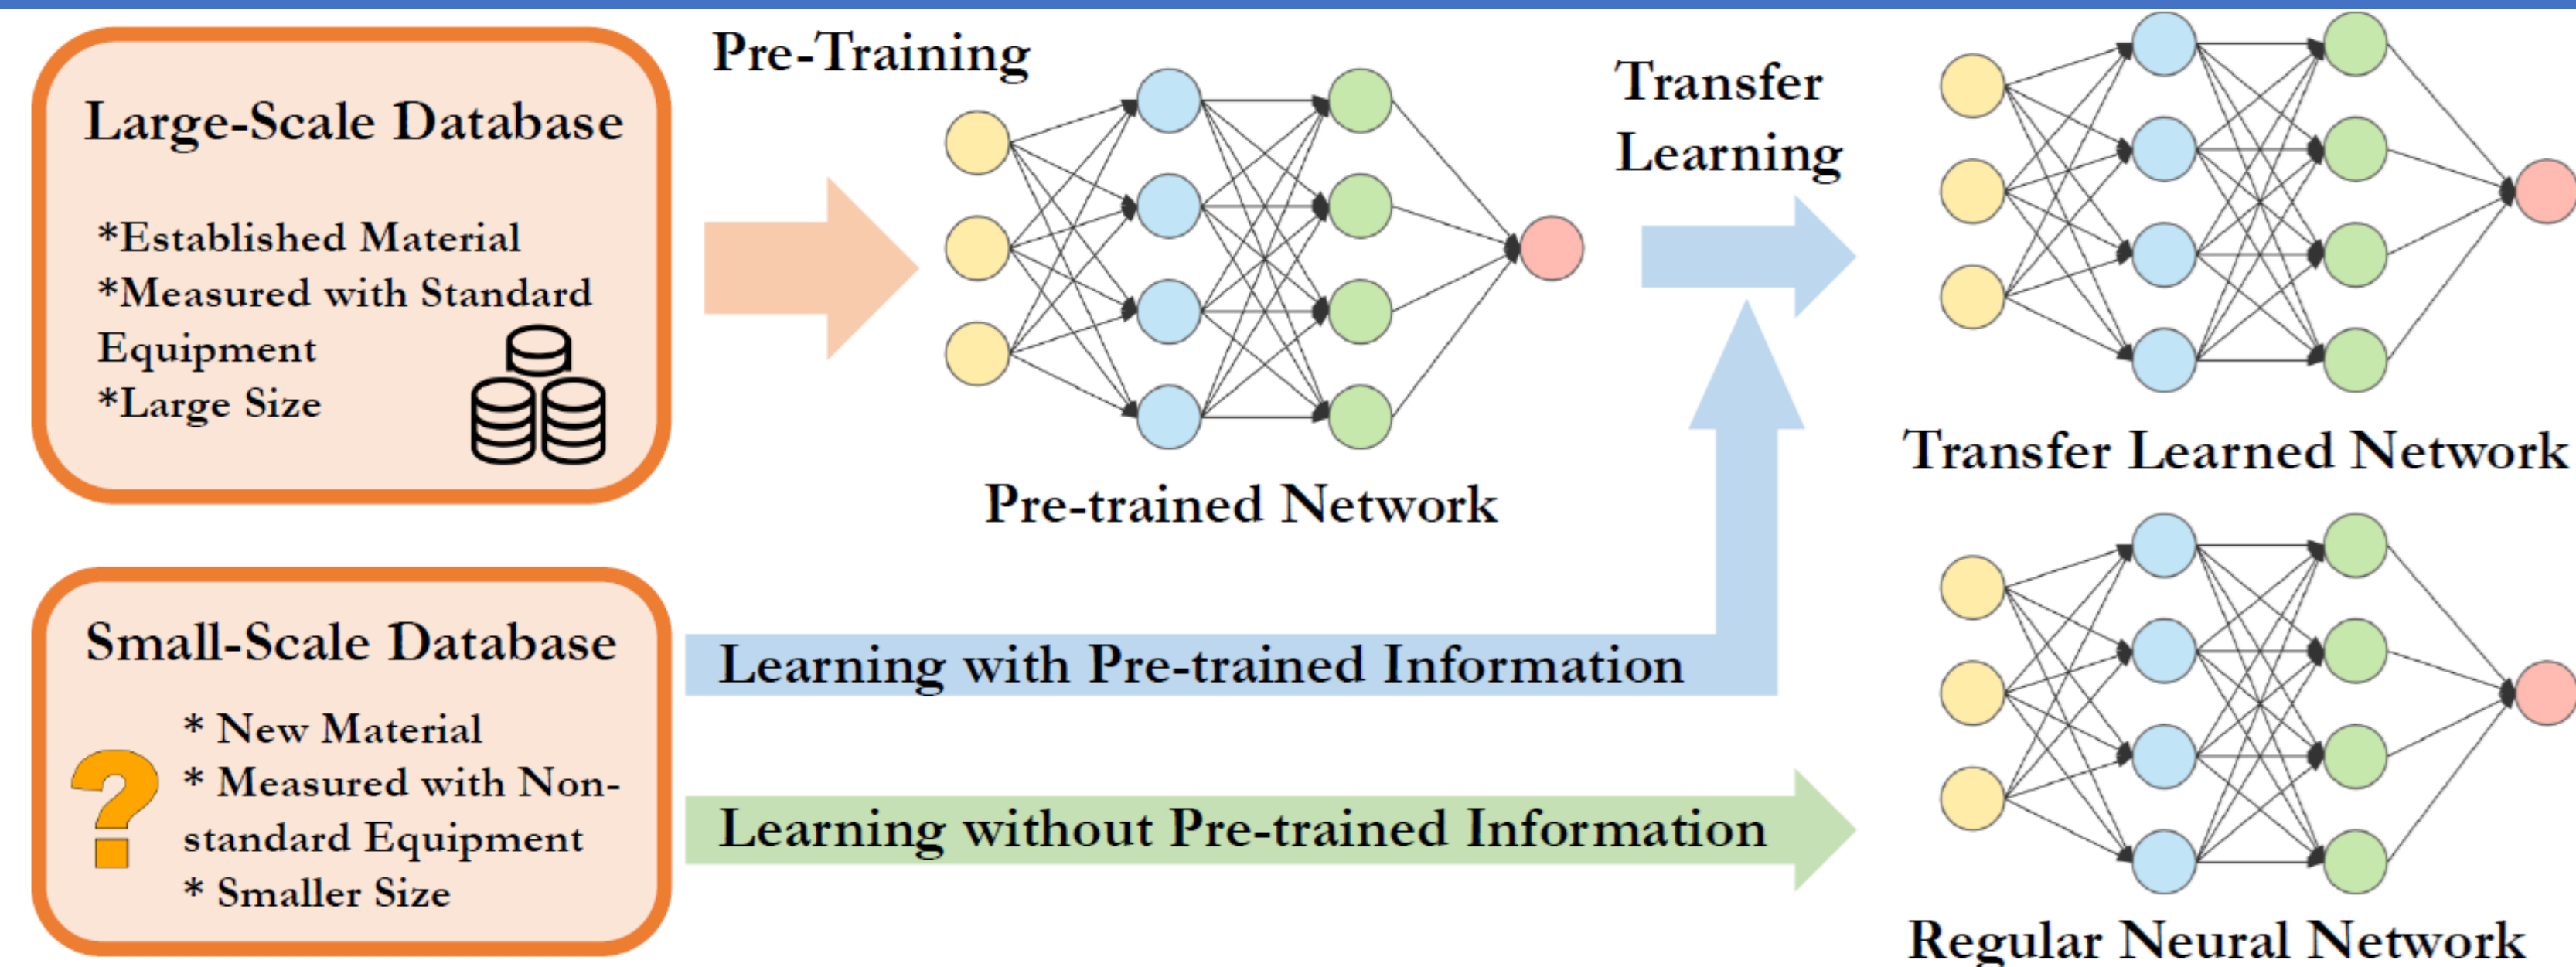 Large-Scale Database
*Established Material
*Measured with Standard
Equipment
*Large Size
Pre-Training
Pre-trained Network
Transfer
Learning
Transfer Learned Network
Small-Scale Database
* New Material
* Measured with Non-
standard Equipment
* Smaller Size
?
Learning with Pre-trained Information
Learning without Pre-trained Information
Regular Neural Network